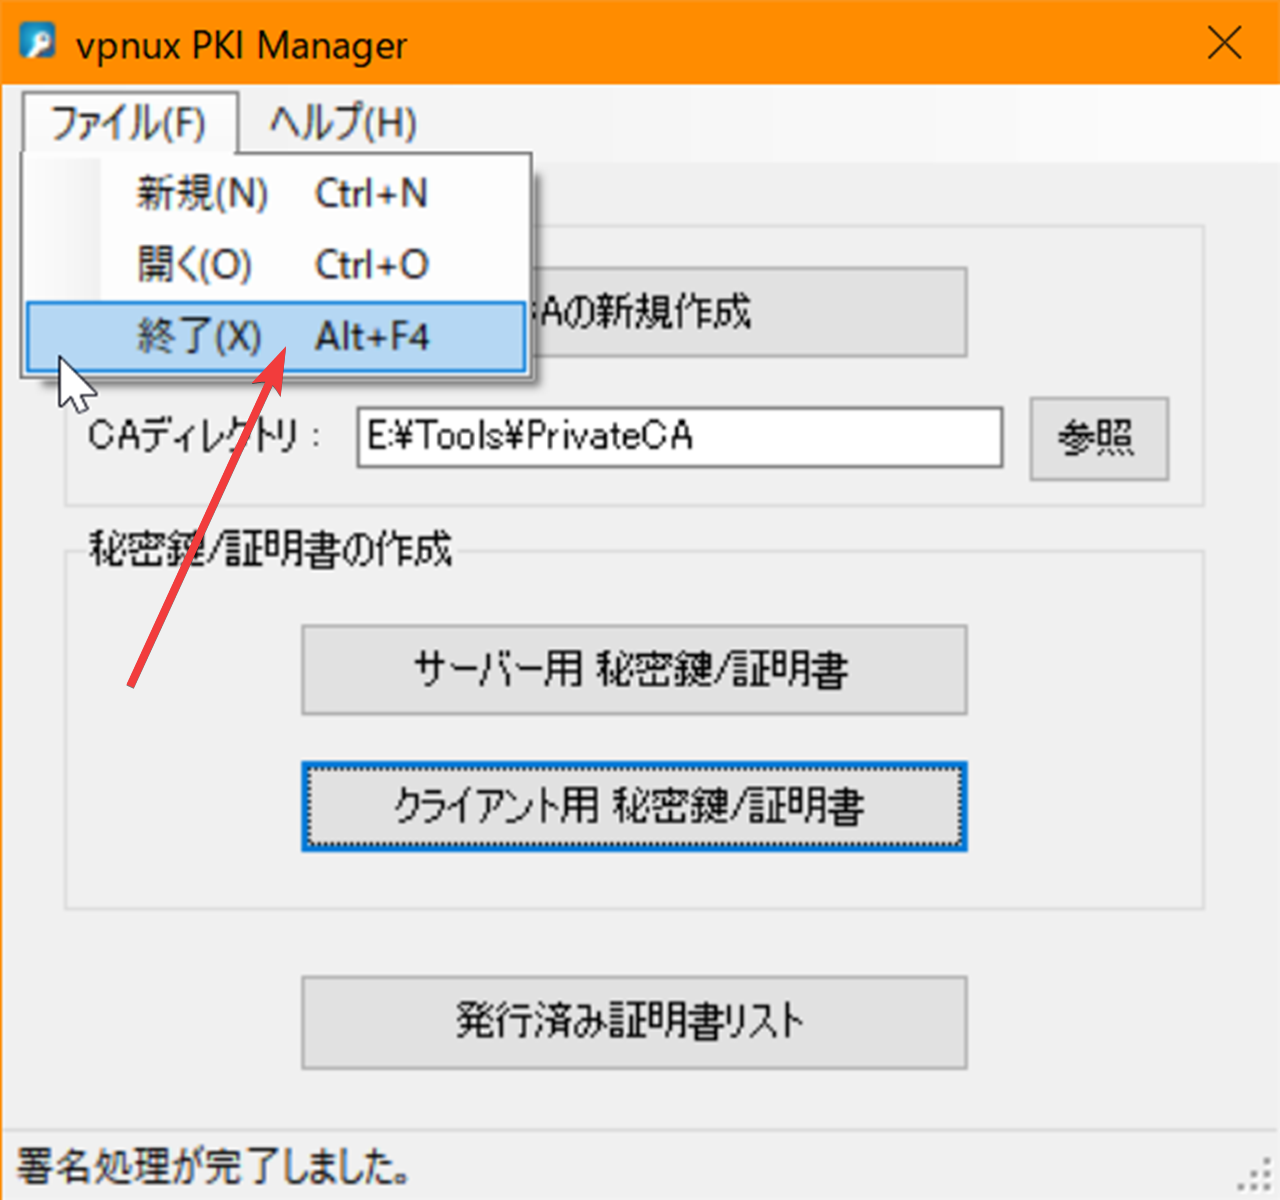 vpnux PKI Manager
ファイル(F) ヘルプ(H)
新規(N) Ctrl+N
開く(O) Ctrl+O
終了(X) Alt+F4
Aの新規作成
CAディレクトリ :
E:¥Tools¥PrivateCA
参照
秘密鍵/証明書の作成
サーバー用 秘密鍵/証明書
クライアント用 秘密鍵/証明書
発行済み証明書リスト
署名処理が完了しました。